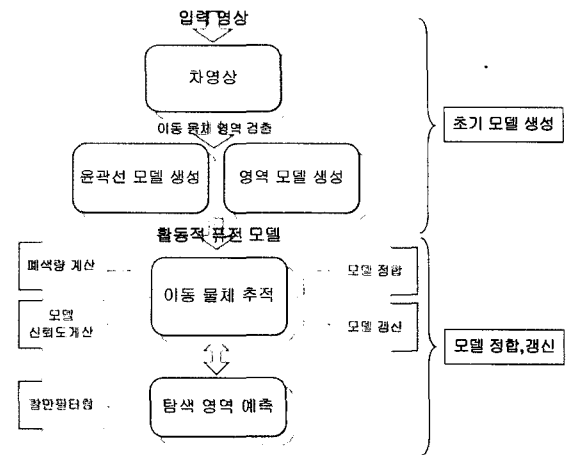 입력 영상
차영상
이동 물체 영역 검출
초기 모델 생성
윤곽선 모델 생성
영역 모델 생성
활동적 퓨전 모델
폐색량 계산
모델 정합
이동 물체 추적
모델
신뢰도계산
모델 갱신
모델 정합,갱신
칼만필터링
탐색 영역 예측